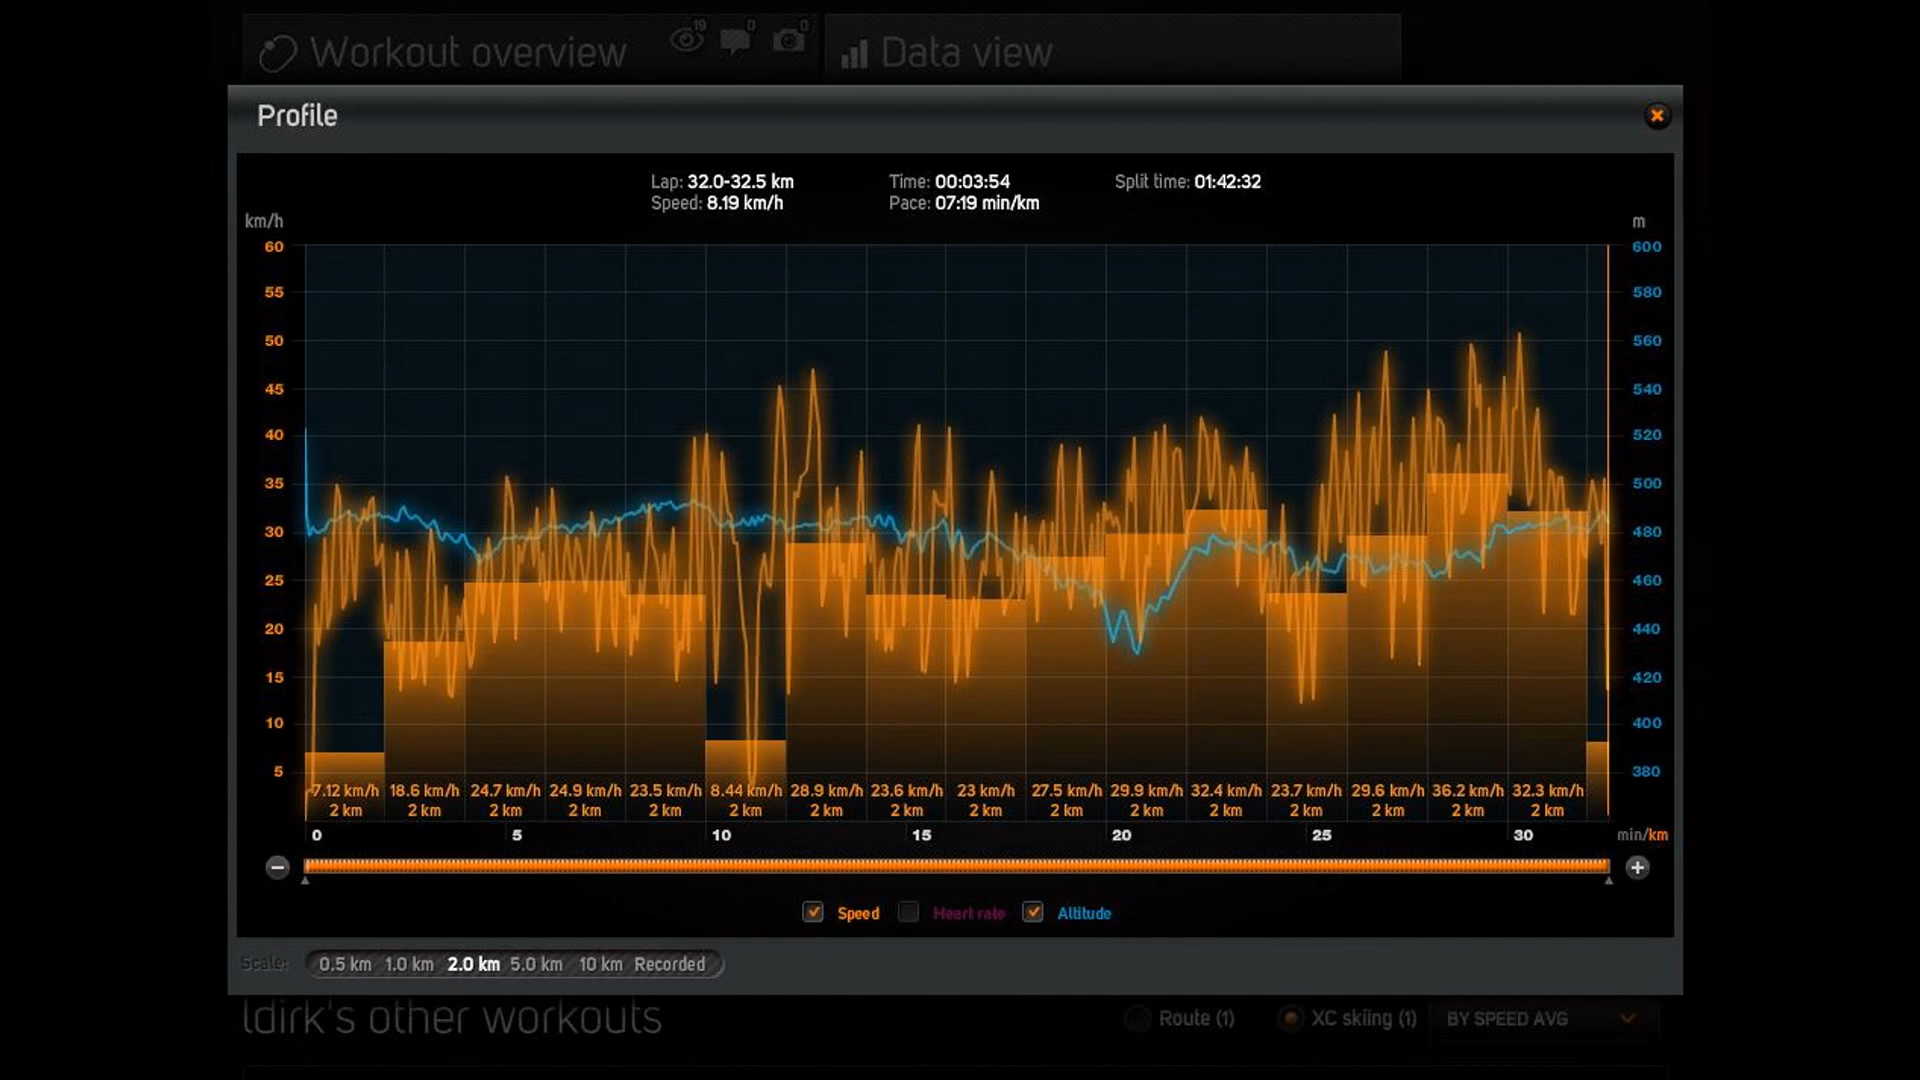 Workout overview 19 0 0 Data view
Profile
Lap: 32.0-32.5 km Time: 00:03:54 Split time: 01:42:32
Speed: 8.19 km/h Pace: 07:19 min/km
km/h m
60 600
55 580
50 560
45 540
40 520
35 500
30 480
25 460
20 440
15 420
10 400
5 380
7.12 km/h 18.6 km/h 24.7 km/h 24.9 km/h 23.5 km/h 8.44 km/h 28.9 km/h 23.6 km/h 23 km/h 27.5 km/h 29.9 km/h 32.4 km/h 23.7 km/h 29.6 km/h 36.2 km/h 32.3 km/h
2 km 2 km 2 km 2 km 2 km 2 km 2 km 2 km 2 km 2 km 2 km 2 km 2 km 2 km 2 km 2 km
0 5 10 15 20 25 30 min/km
Speed Heart rate Altitude
Scale: 0.5 km 1.0 km 2.0 km 5.0 km 10 km Recorded
ldirk's other workouts Route (1) XC skiing (1) BY SPEED AVG